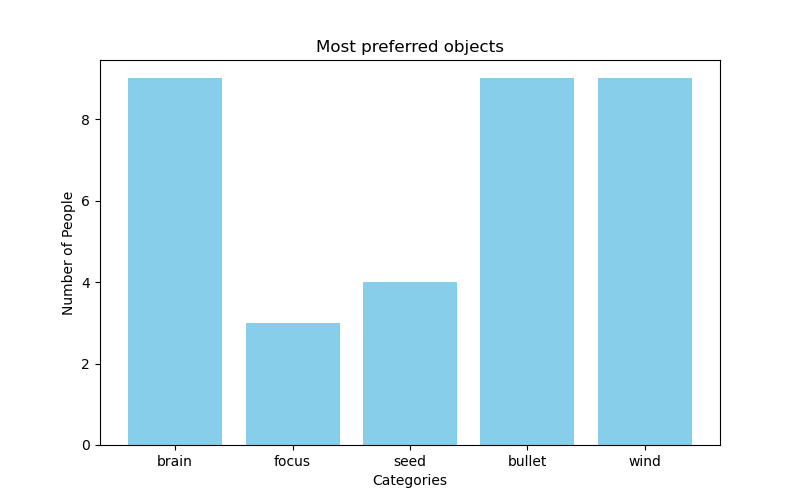 Most preferred objects
Number of People
8
6
4
2
0
brain focus seed bullet wind
Categories